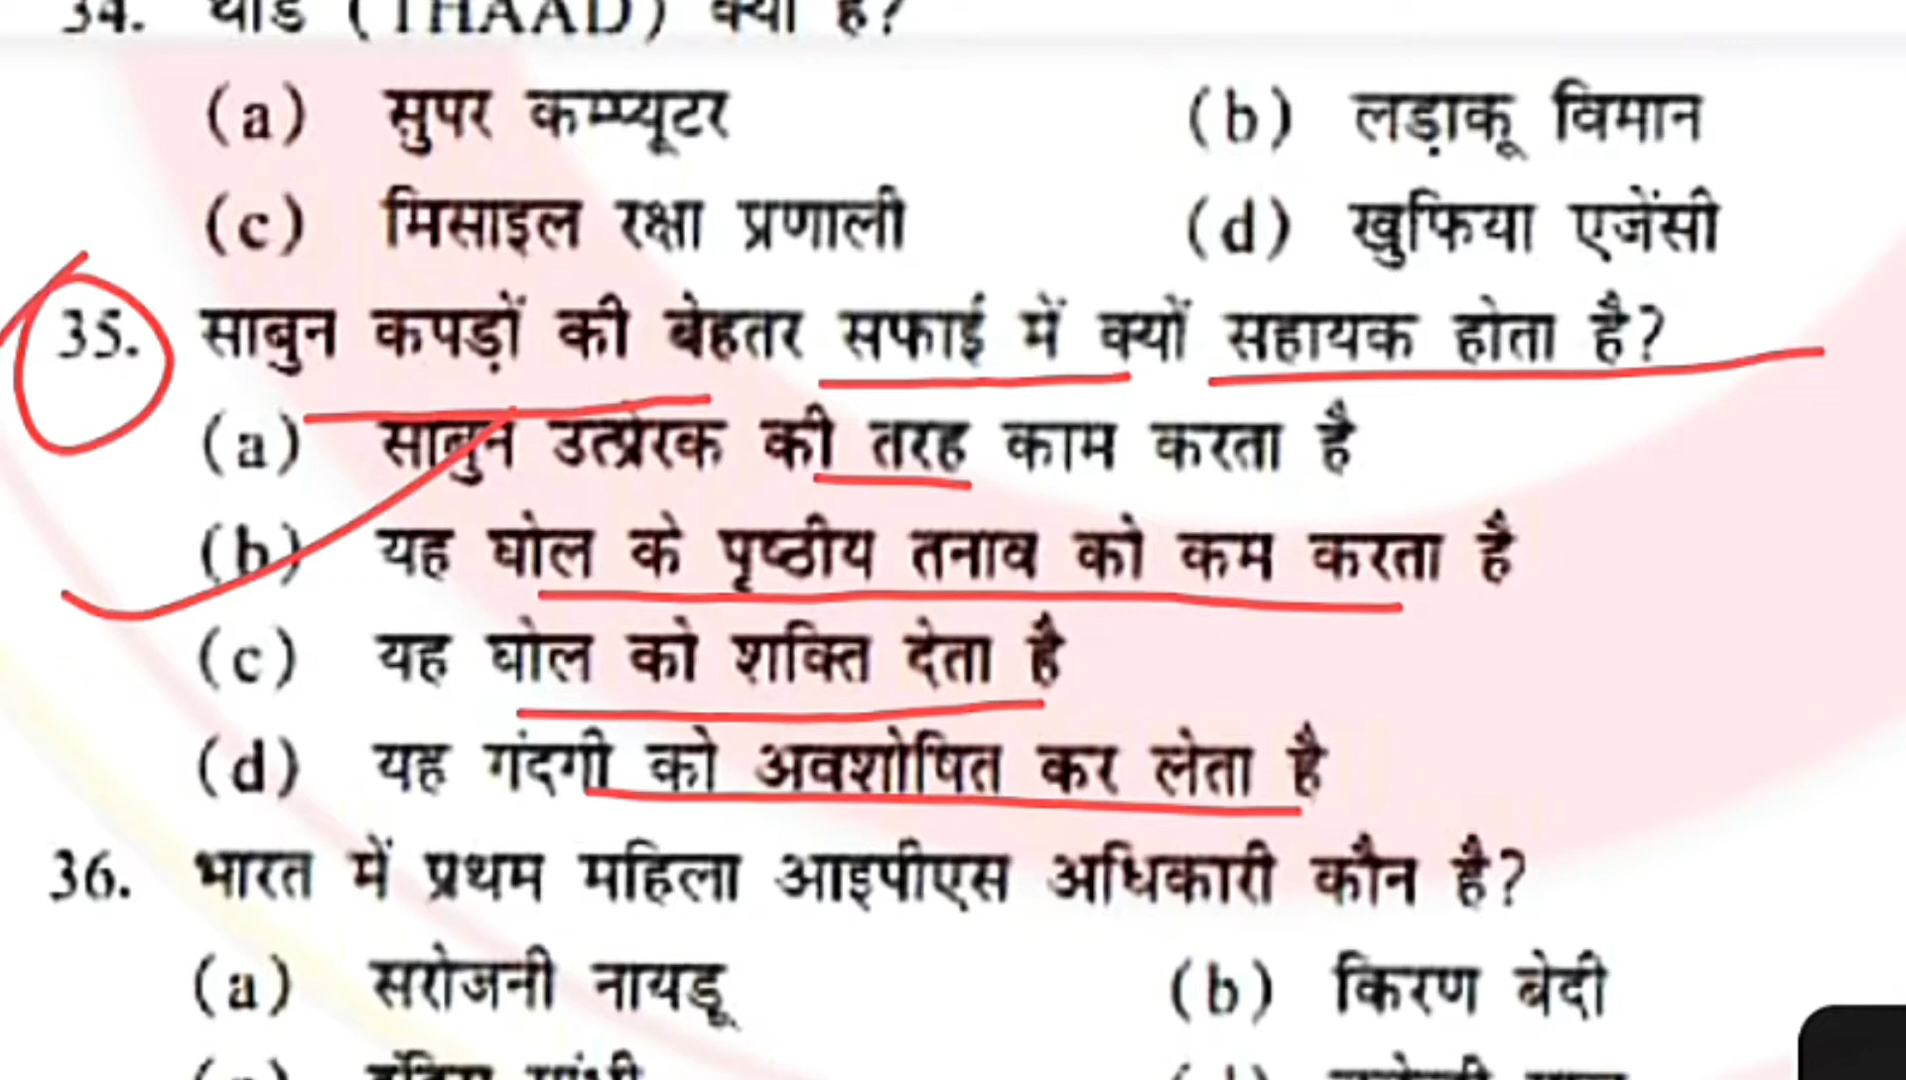 34. थाड (THAAD) क्या है?
(a) सुपर कम्प्यूटर (b) लड़ाकू विमान
(c) मिसाइल रक्षा प्रणाली (d) खुफिया एजेंसी
35. साबुन कपड़ों की बेहतर सफाई में क्यों सहायक होता है?
(a) साबुन उत्प्रेरक की तरह काम करता है
(b) यह घोल के पृष्ठीय तनाव को कम करता है
(c) यह घोल को शक्ति देता है
(d) यह गंदगी को अवशोषित कर लेता है
36. भारत में प्रथम महिला आइपीएस अधिकारी कौन है?
(a) सरोजनी नायडू (b) किरण बेदी